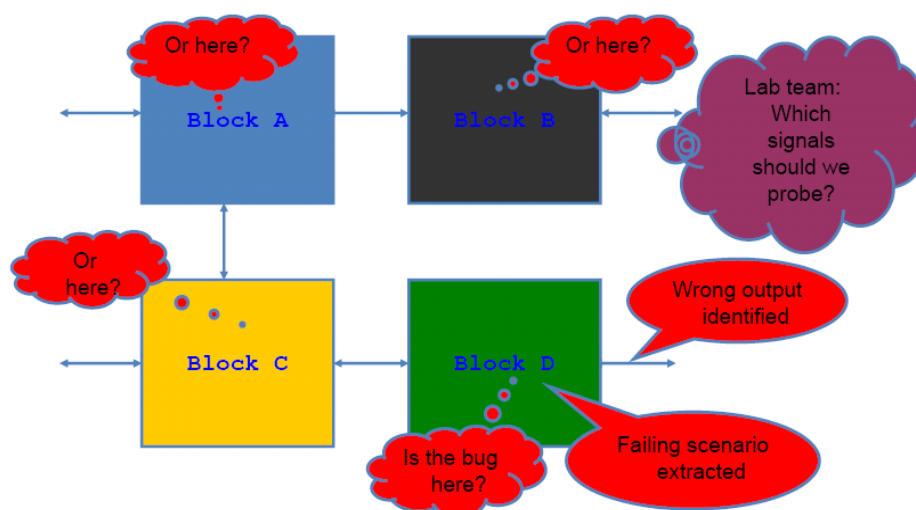 Or here?
Or here?
Block A
Block B
Lab team:
Which
signals
should we
probe?
Or
here?
Wrong output
identified
Block C
Block D
Is the bug
here?
Failing scenario
extracted